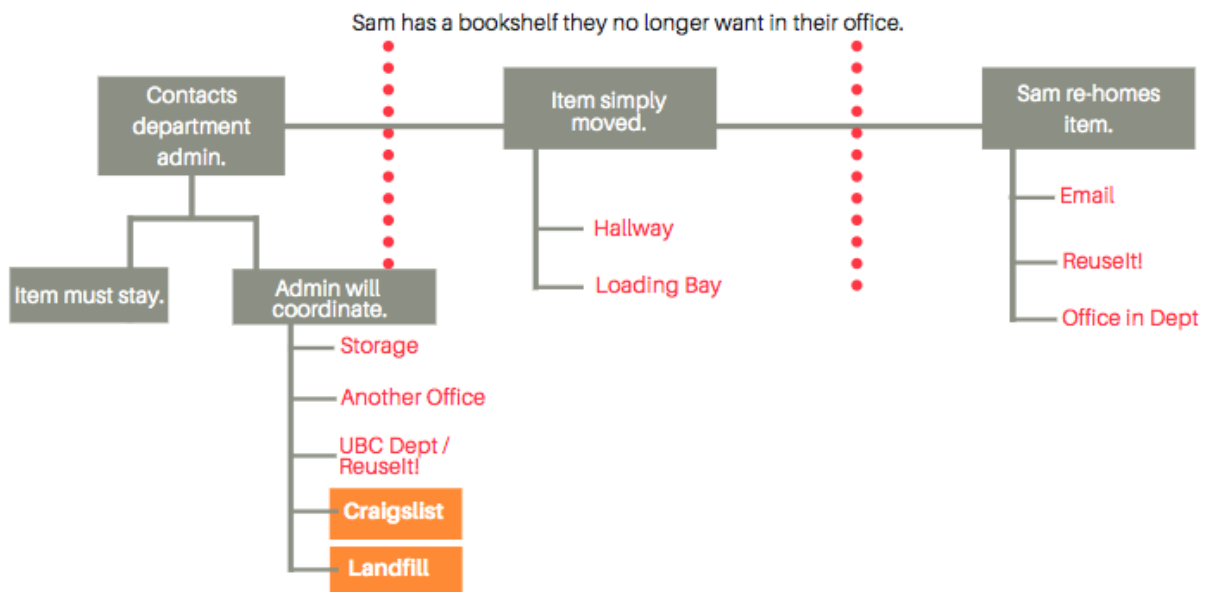 Sam has a bookshelf they no longer want in their office.
Contacts
department
admin.
Item must stay.
Admin will
coordinate.
Storage
Another Office
UBC Dept /
ReuseIt!
Craigslist
Landfill
Item simply
moved.
Hallway
Loading Bay
Sam re-homes
item.
Email
ReuseIt!
Office in Dept